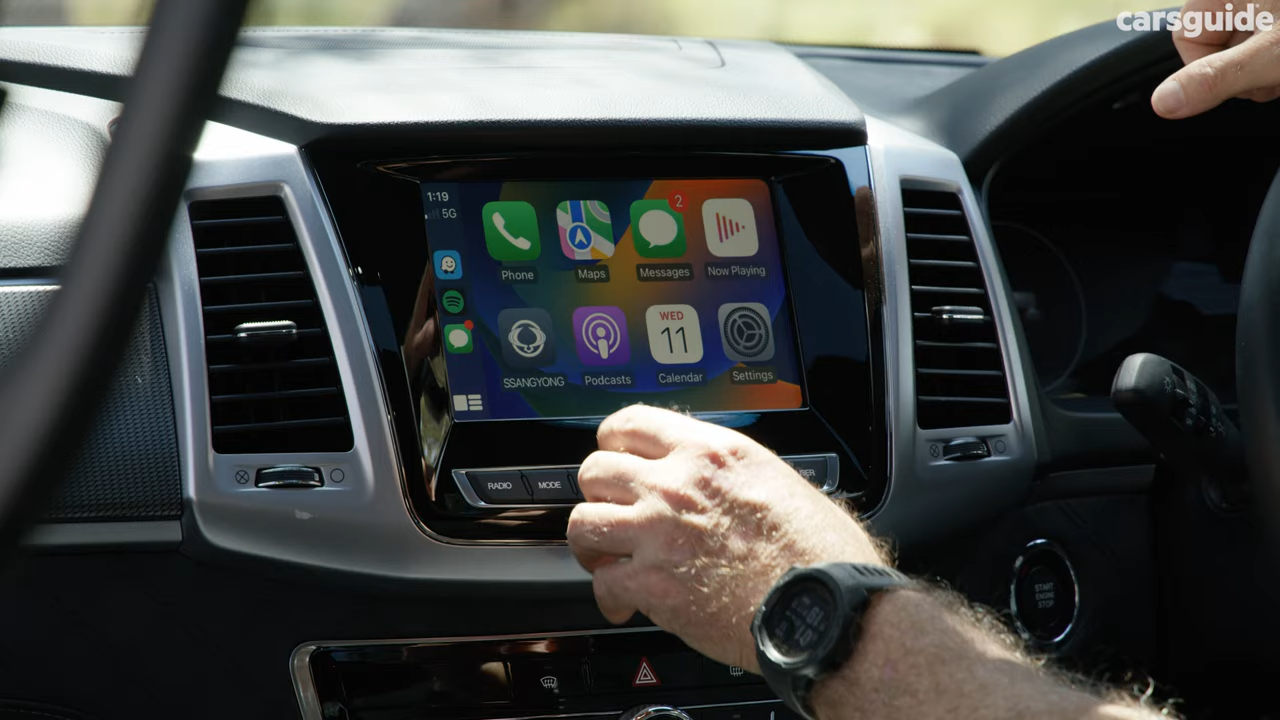 carsguide
1:19
5G
2
Phone
Maps
Messages
Now Playing
WED
11
SSANGYONG
Podcasts
Calendar
Settings
RADIO
MODE
START
ENGINE
STOP